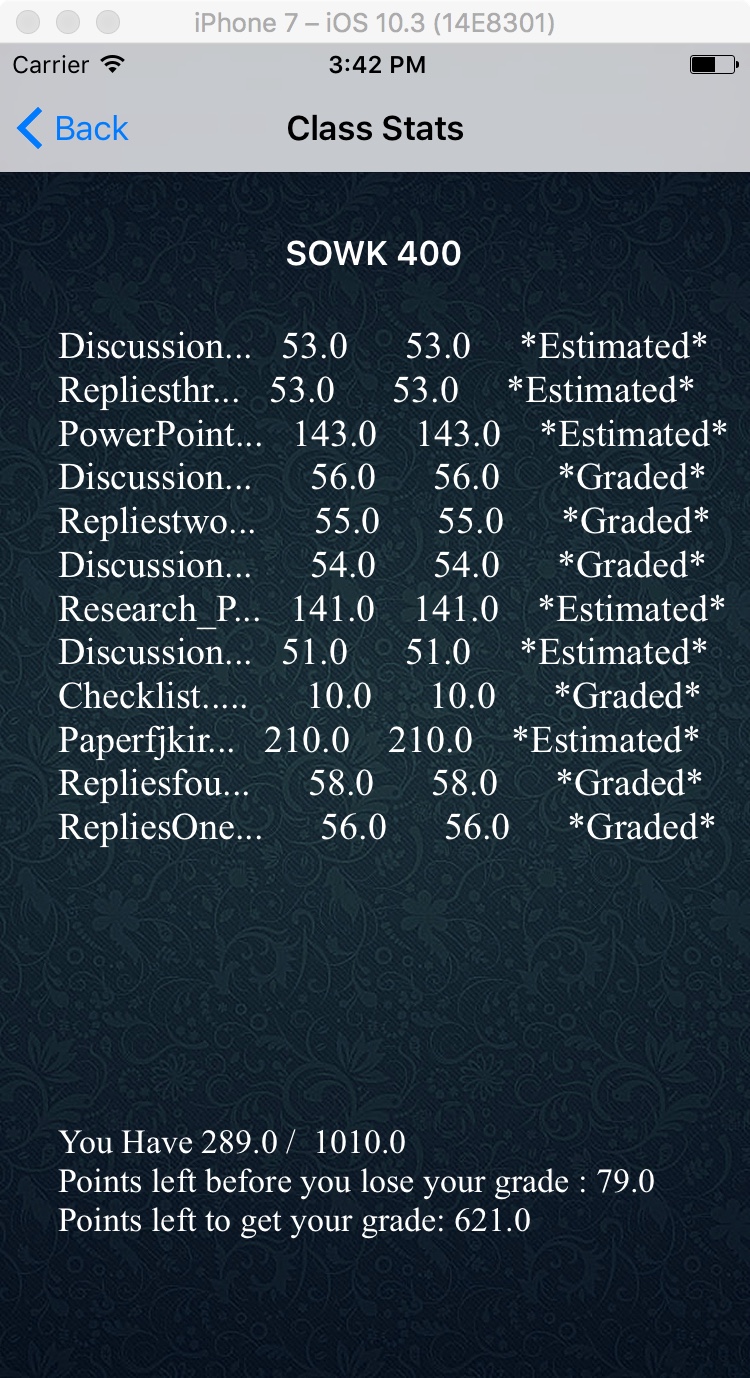 iPhone 7 – iOS 10.3 (14E8301)
Carrier 3:42 PM
Back Class Stats
SOWK 400
Discussion... 53.0 53.0 *Estimated*
Repliesthr... 53.0 53.0 *Estimated*
PowerPoint... 143.0 143.0 *Estimated*
Discussion... 56.0 56.0 *Graded*
Repliestwo... 55.0 55.0 *Graded*
Discussion... 54.0 54.0 *Graded*
Research_P... 141.0 141.0 *Estimated*
Discussion... 51.0 51.0 *Estimated*
Checklist..... 10.0 10.0 *Graded*
Paperfjkir... 210.0 210.0 *Estimated*
Repliesfou... 58.0 58.0 *Graded*
RepliesOne... 56.0 56.0 *Graded*
You Have 289.0 / 1010.0
Points left before you lose your grade : 79.0
Points left to get your grade: 621.0